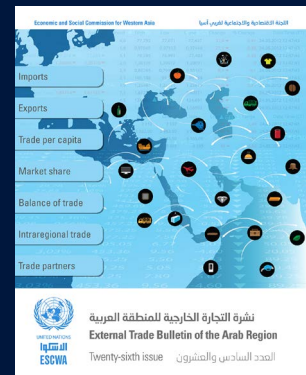 Economic and Social Commission for Western Asia
اللجنة الاقتصادية والاجتماعية لغربي آسيا
Imports
Exports
Trade per capita
Market share
Balance of trade
Intraregional trade
Trade partners
نشرة التجارة الخارجية للمنطقة العربية
External Trade Bulletin of the Arab Region
Twenty-sixth issue العدد السادس والعشرون
UNITED NATIONS
الإسكوا
ESCWA